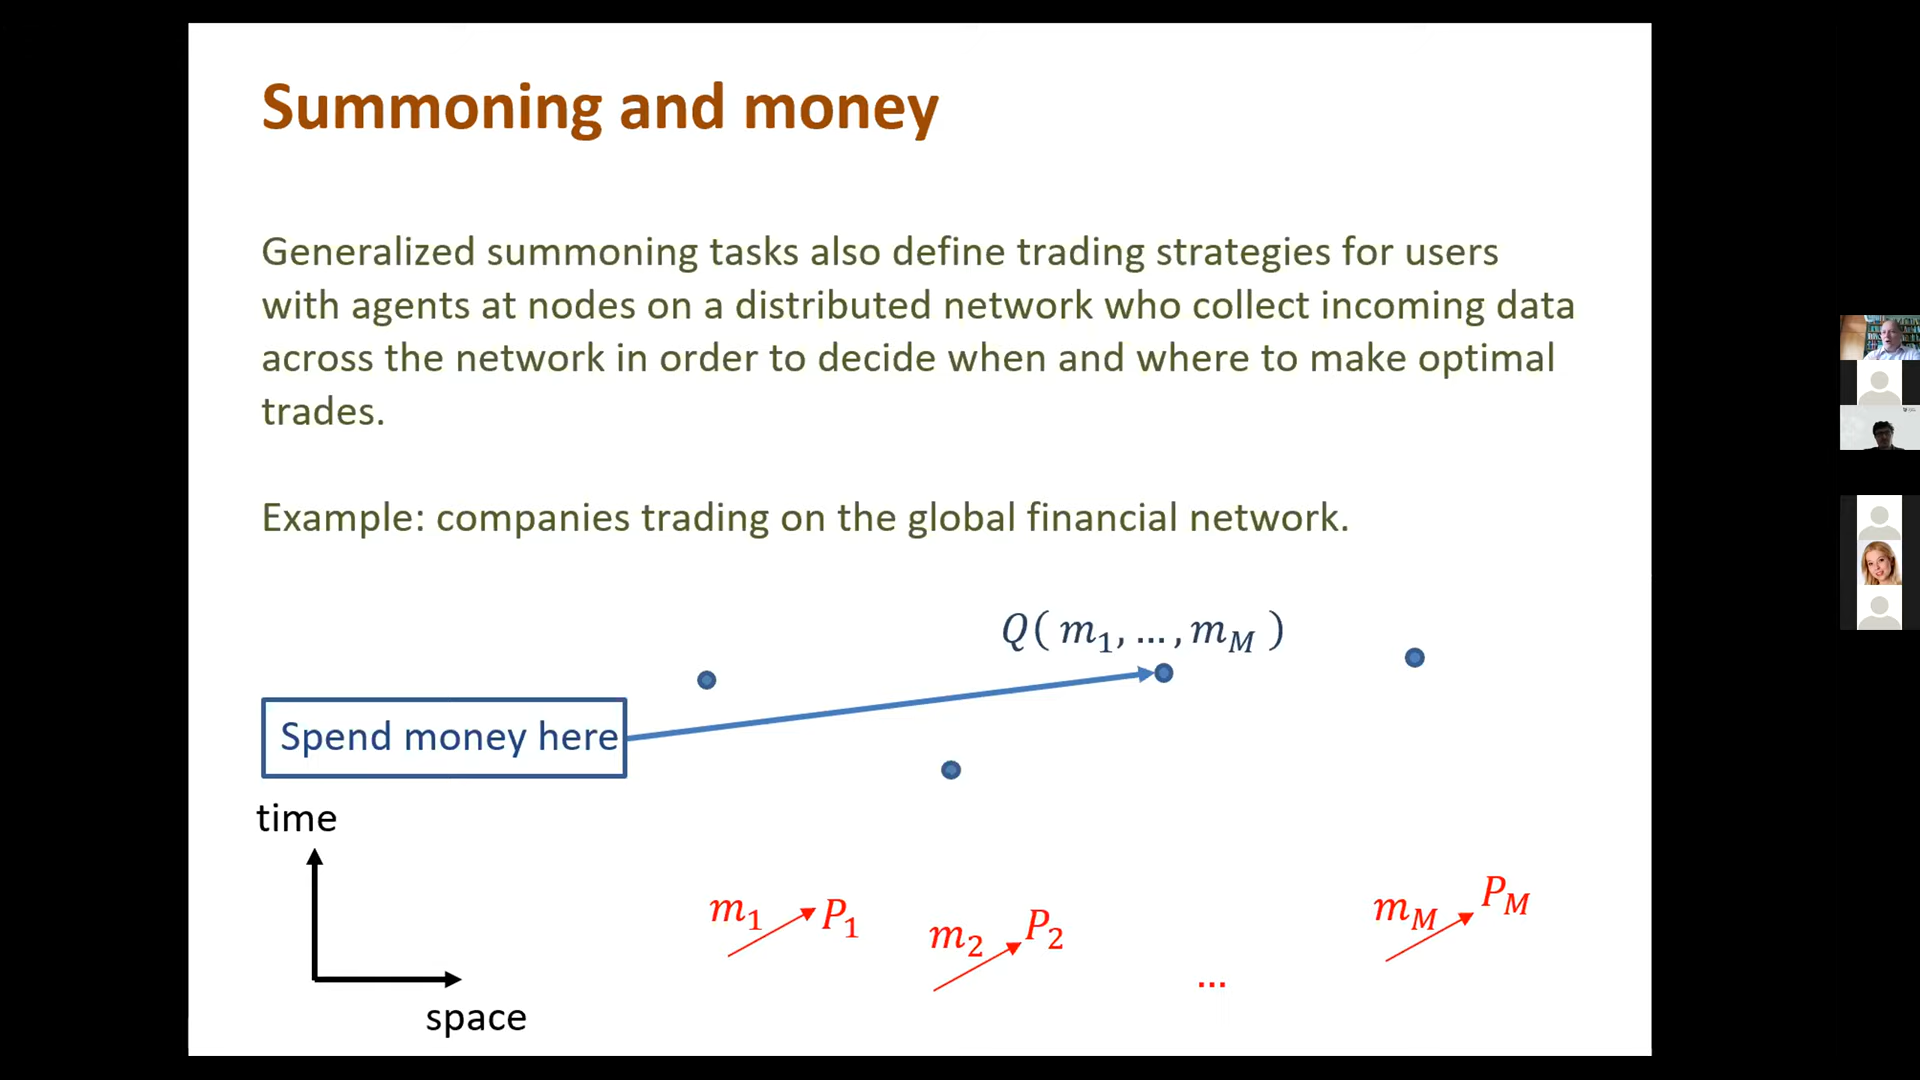 Summoning and money
Generalized summoning tasks also define trading strategies for users
with agents at nodes on a distributed network who collect incoming data
across the network in order to decide when and where to make optimal
trades.
Example: companies trading on the global financial network.
Q( m₁, … , m_M )
Spend money here
time
m₁ P₁
m₂ P₂
...
m_M P_M
space